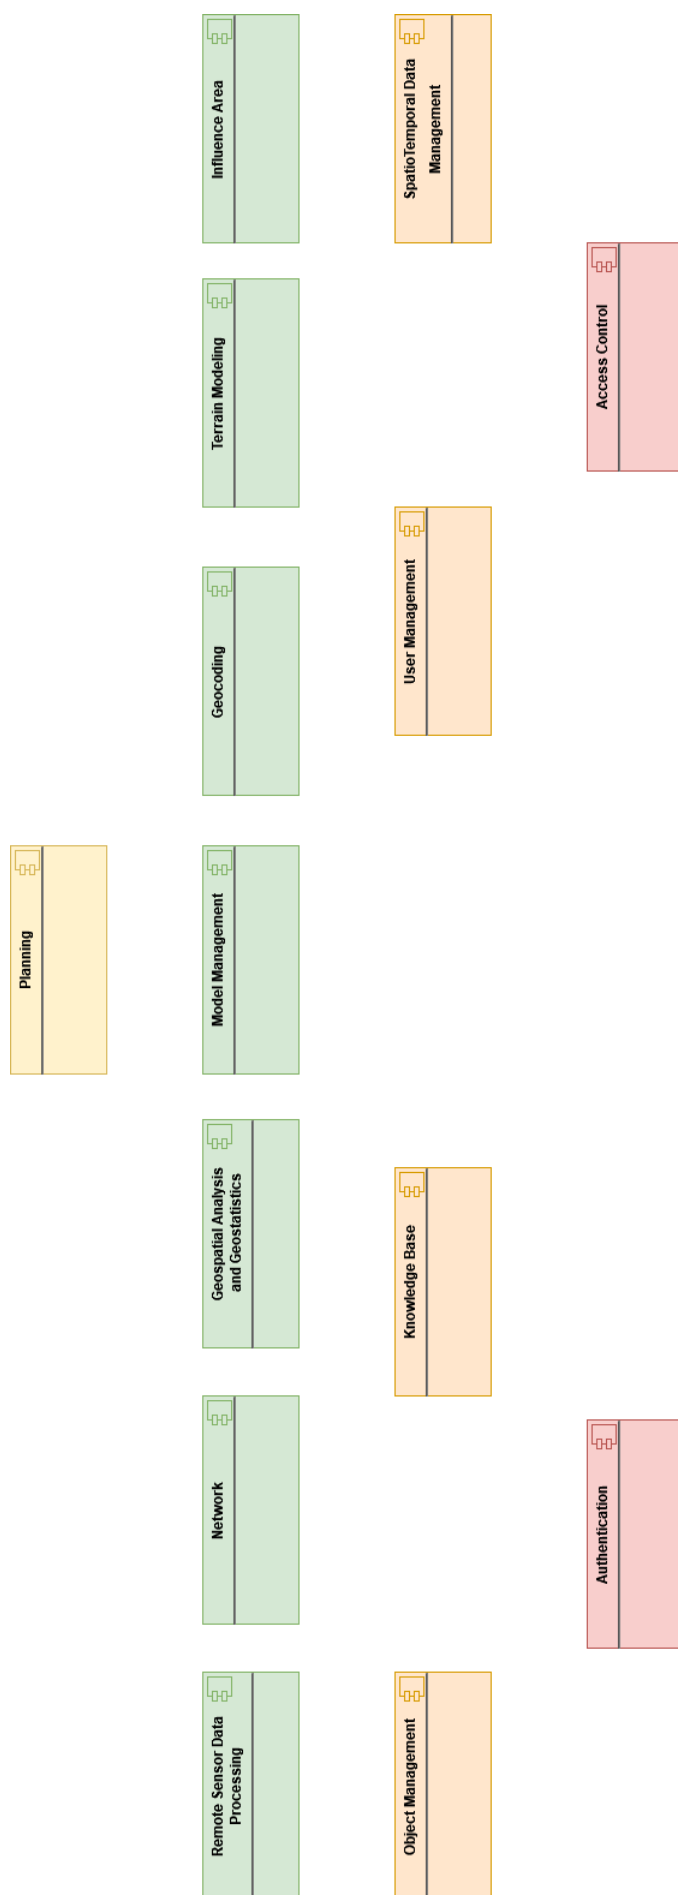 Influence Area
SpatioTemporal Data
Management
Access Control
Terrain Modeling
User Management
Geocoding
Planning
Model Management
Geospatial Analysis
and Geostatistics
Knowledge Base
Network
Authentication
Remote Sensor Data
Processing
Object Management